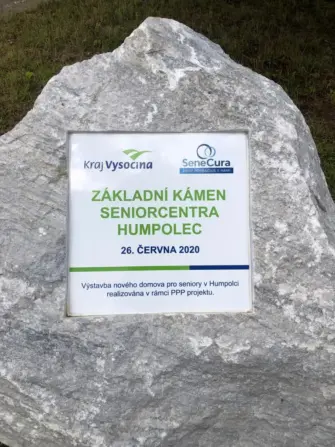 Kraj Vysočina
SeneCura
ZÁKLADNÍ KÁMEN
SENIORCENTRA
HUMPOLEC
26. ČERVNA 2020
Výstavba nového domova pro seniory v Humpolci
realizována v rámci PPP projektu.